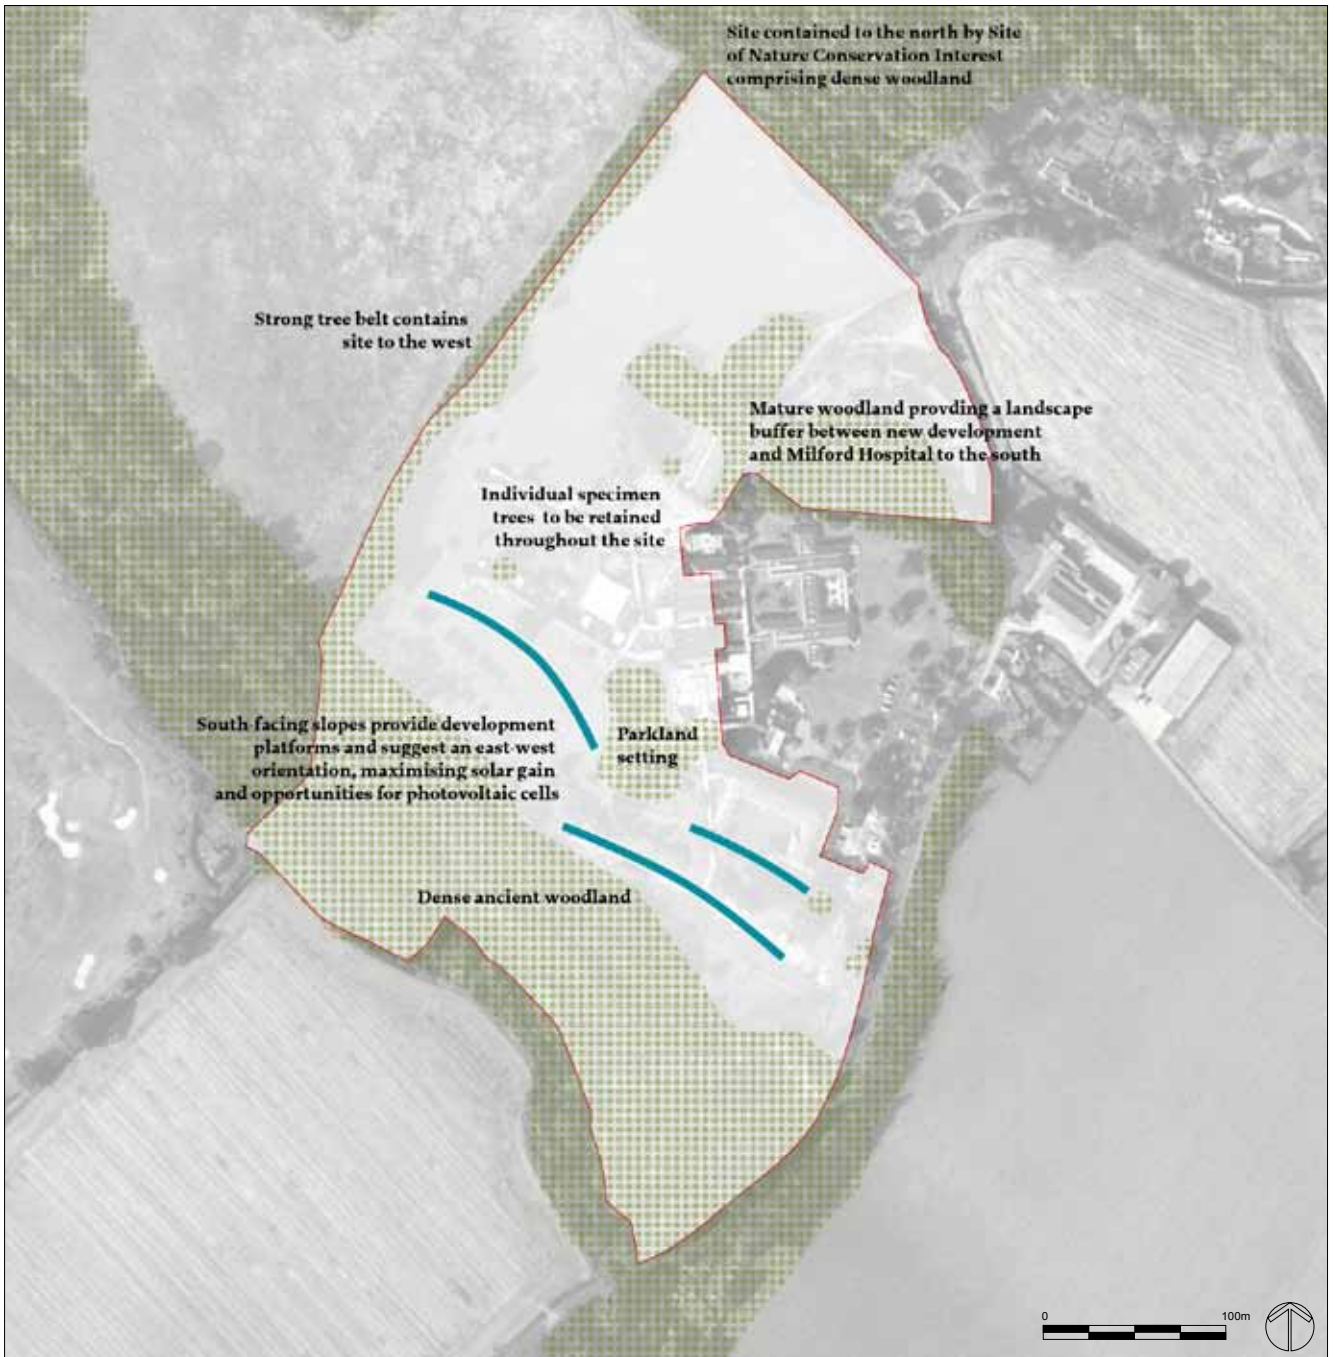 Site contained to the north by Site
of Nature Conservation Interest
comprising dense woodland
Strong tree belt contains
site to the west
Mature woodland provding a landscape
buffer between new development
and Milford Hospital to the south
Individual specimen
trees to be retained
throughout the site
South-facing slopes provide development
platforms and suggest an east-west
orientation, maximising solar gain
and opportunities for photovoltaic cells
Parkland
setting
Dense ancient woodland
0 100m